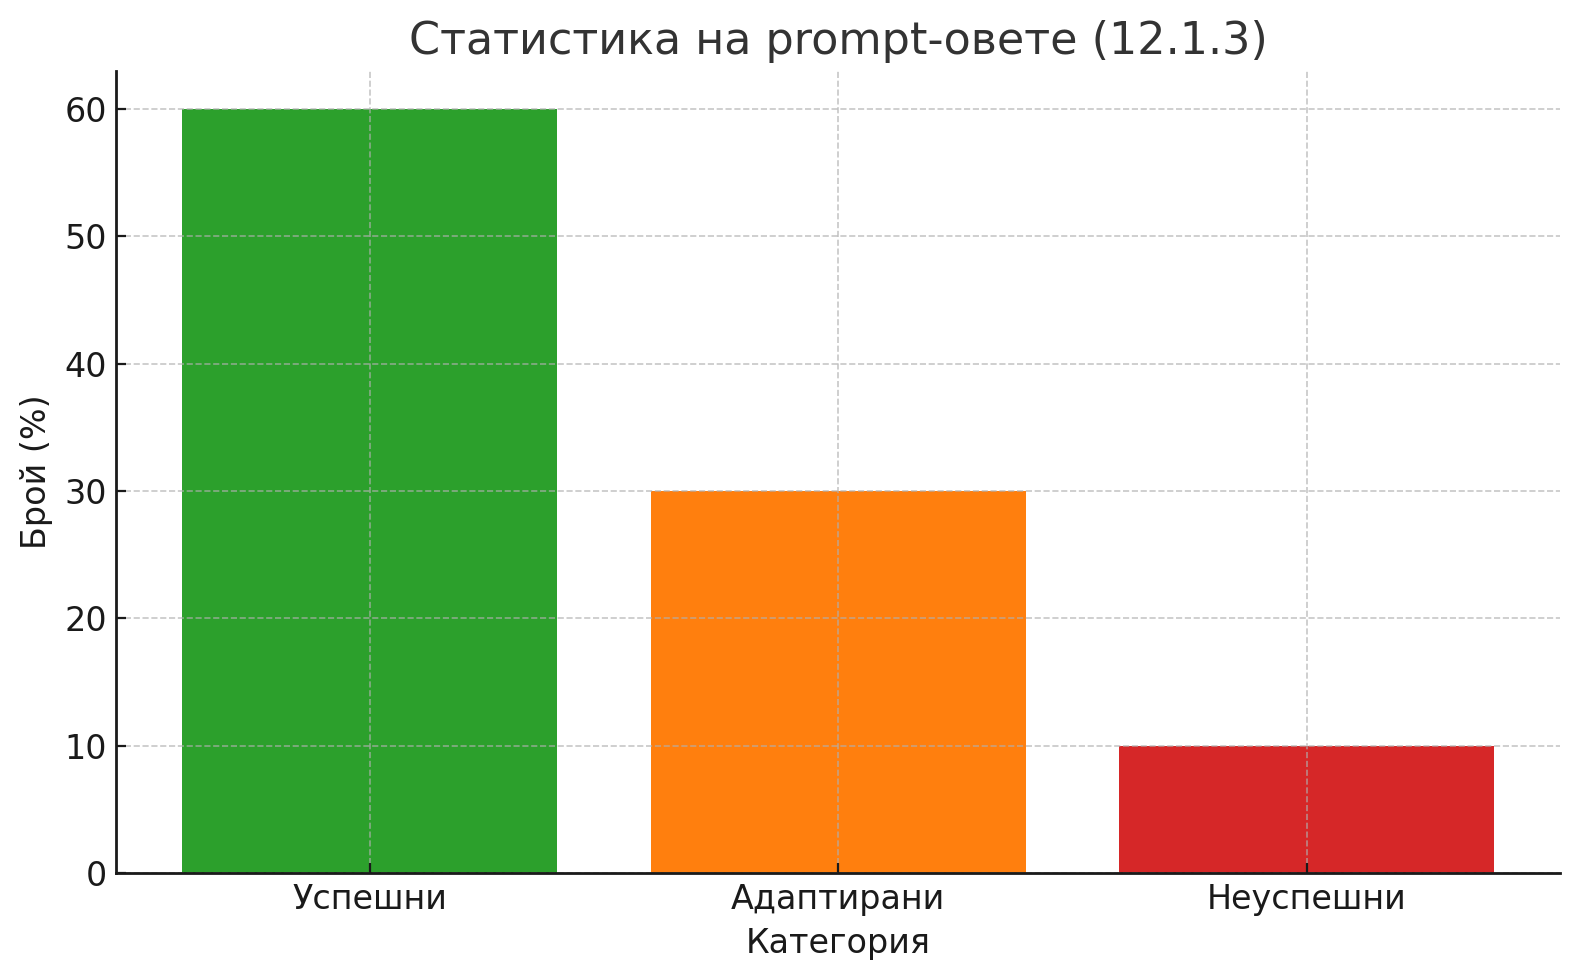 Статистика на prompt-овете (12.1.3)
Брой (%)
60
50
40
30
20
10
0
Успешни
Адаптирани
Неуспешни
Категория